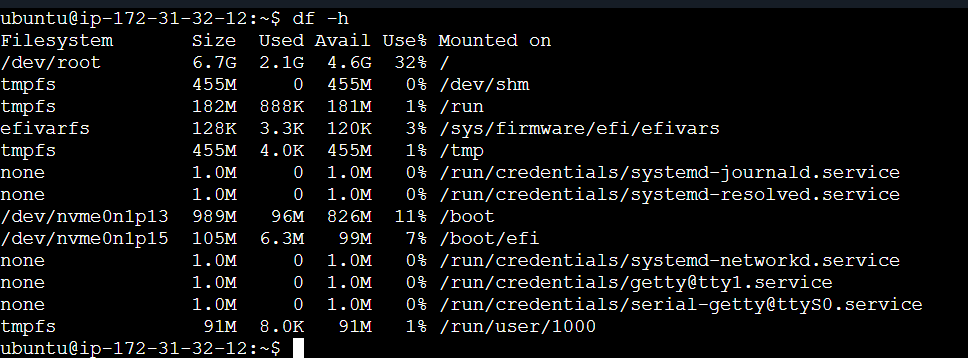 ubuntu@ip-172-31-32-12:~$ df -h
Filesystem      Size  Used Avail Use% Mounted on
/dev/root       6.7G  2.1G  4.6G  32% /
tmpfs           455M     0  455M   0% /dev/shm
tmpfs           182M  888K  181M   1% /run
efivarfs        128K  3.3K  120K   3% /sys/firmware/efi/efivars
tmpfs           455M  4.0K  455M   1% /tmp
none            1.0M     0  1.0M   0% /run/credentials/systemd-journald.service
none            1.0M     0  1.0M   0% /run/credentials/systemd-resolved.service
/dev/nvme0n1p13 989M   96M  826M  11% /boot
/dev/nvme0n1p15 105M  6.3M   99M   7% /boot/efi
none            1.0M     0  1.0M   0% /run/credentials/systemd-networkd.service
none            1.0M     0  1.0M   0% /run/credentials/getty@tty1.service
none            1.0M     0  1.0M   0% /run/credentials/serial-getty@ttyS0.service
tmpfs            91M  8.0K   91M   1% /run/user/1000
ubuntu@ip-172-31-32-12:~$